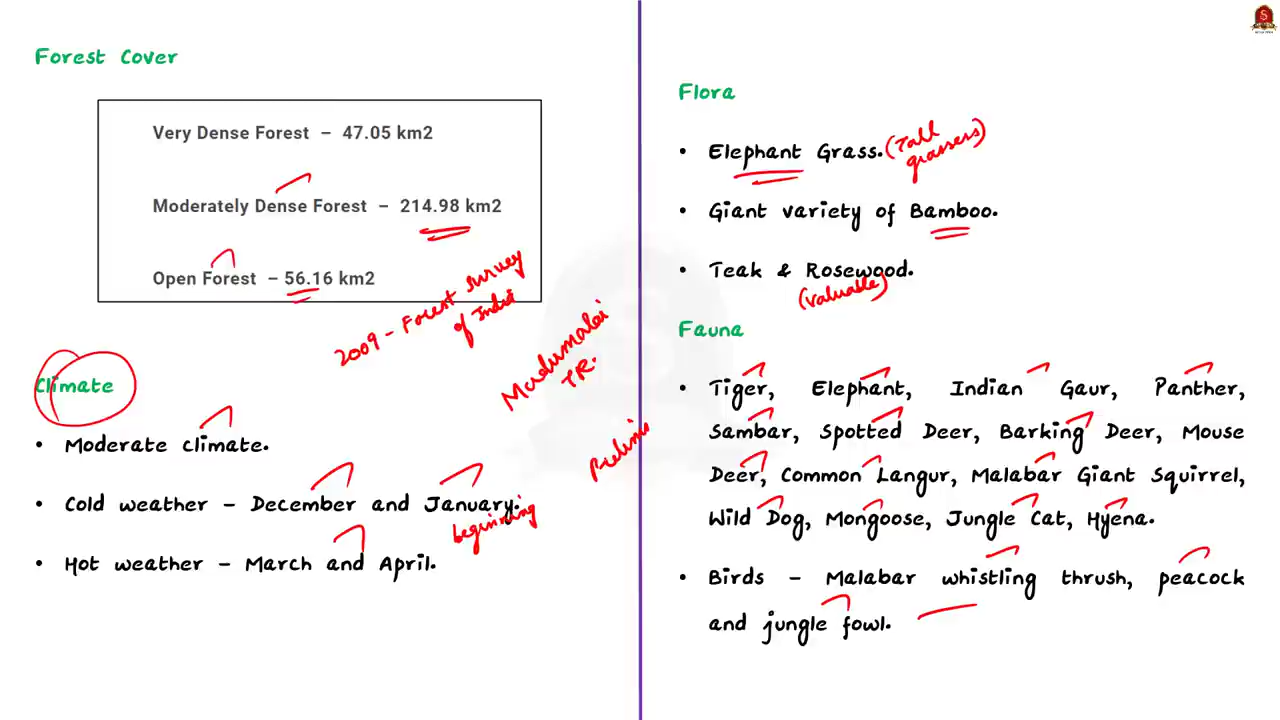 Forest Cover
Very Dense Forest – 47.05 km2
Moderately Dense Forest – 214.98 km2
Open Forest – 56.16 km2
2009 - Forest survey
of India
Mudumalai
T.R.
Prelims
Climate
• Moderate climate.
• Cold weather – December and January.
beginning
• Hot weather – March and April.
Flora
• Elephant Grass. (Tall
grassers)
• Giant variety of Bamboo.
• Teak & Rosewood.
(valuable)
Fauna
• Tiger, Elephant, Indian Gaur, Panther,
Sambar, Spotted Deer, Barking Deer, Mouse
Deer, Common Langur, Malabar Giant Squirrel,
Wild Dog, Mongoose, Jungle Cat, Hyena.
• Birds – Malabar whistling thrush, peacock
and jungle fowl.